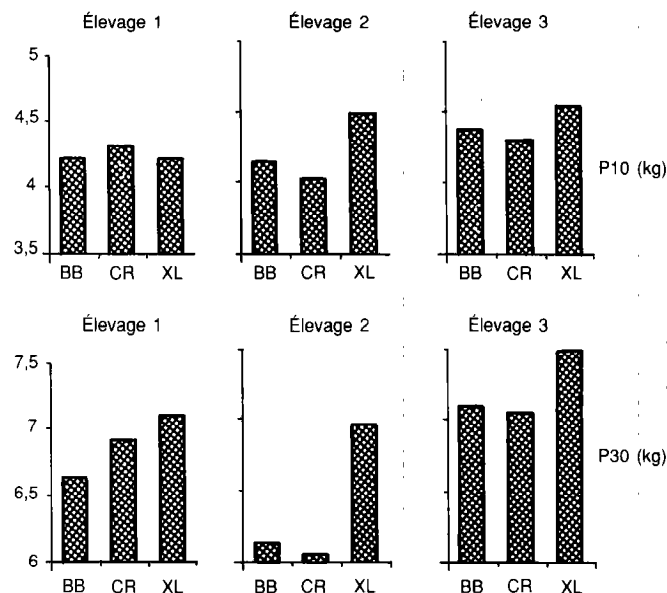 Élevage 1 Élevage 2 Élevage 3
5
4,5
4
3,5
P10 (kg)
BB CR XL BB CR XL BB CR XL
Élevage 1 Élevage 2 Élevage 3
7,5
7
6,5
6
P30 (kg)
BB CR XL BB CR XL BB CR XL